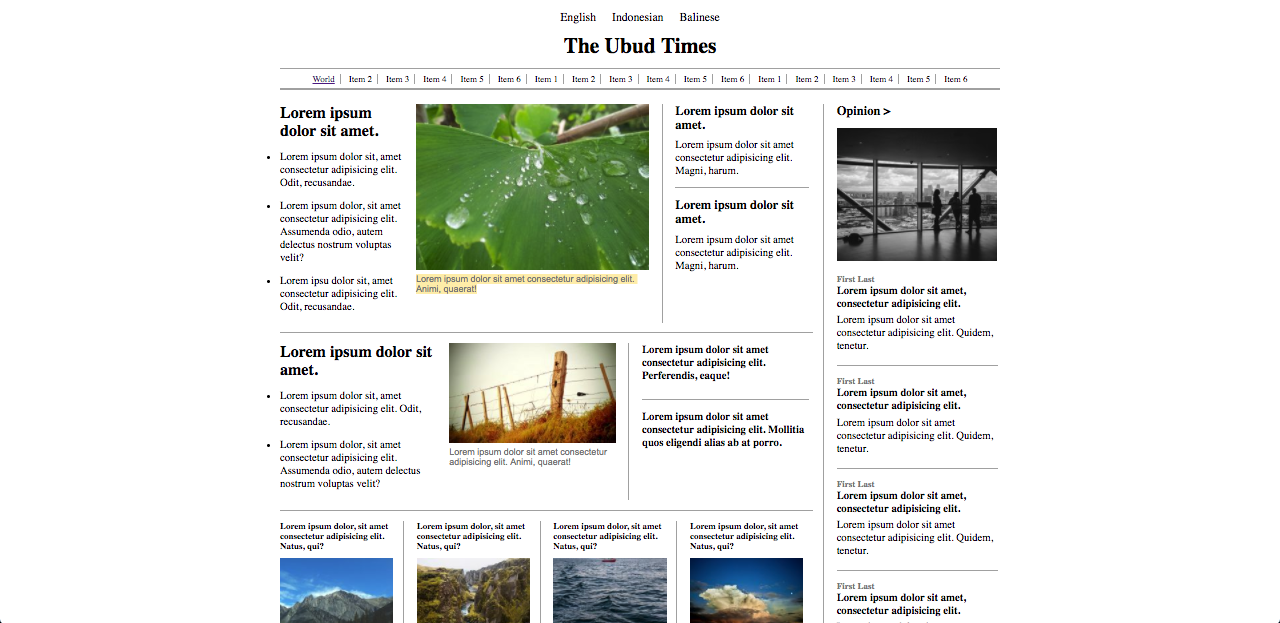 English Indonesian Balinese
The Ubud Times
World Item 2 Item 3 Item 4 Item 5 Item 6 Item 1 Item 2 Item 3 Item 4 Item 5 Item 6 Item 1 Item 2 Item 3 Item 4 Item 5 Item 6
Lorem ipsum
dolor sit amet.
Lorem ipsum dolor sit, amet
consectetur adipisicing elit.
Odit, recusandae.
Lorem ipsum dolor, sit amet
consectetur adipisicing elit.
Assumenda odio, autem
delectus nostrum voluptas
velit?
Lorem ipsu dolor sit, amet
consectetur adipisicing elit.
Odit, recusandae.
Lorem ipsum dolor sit amet consectetur adipisicing elit.
Animi, quaerat!
Lorem ipsum dolor sit
amet.
Lorem ipsum dolor sit amet
consectetur adipisicing elit.
Magni, harum.
Lorem ipsum dolor sit
amet.
Lorem ipsum dolor sit amet
consectetur adipisicing elit.
Magni, harum.
Lorem ipsum dolor sit
amet.
Lorem ipsum dolor sit, amet
consectetur adipisicing elit. Odit,
recusandae.
Lorem ipsum dolor, sit amet
consectetur adipisicing elit.
Assumenda odio, autem delectus
nostrum voluptas velit?
Lorem ipsum dolor sit amet consectetur
adipisicing elit. Animi, quaerat!
Lorem ipsum dolor sit amet
consectetur adipisicing elit.
Perferendis, eaque!
Lorem ipsum dolor sit amet
consectetur adipisicing elit. Mollitia
quos eligendi alias ab at porro.
Lorem ipsum dolor, sit amet
consectetur adipisicing elit.
Natus, qui?
Lorem ipsum dolor, sit amet
consectetur adipisicing elit.
Natus, qui?
Lorem ipsum dolor, sit amet
consectetur adipisicing elit.
Natus, qui?
Lorem ipsum dolor, sit amet
consectetur adipisicing elit.
Natus, qui?
Opinion >
First Last
Lorem ipsum dolor sit amet,
consectetur adipisicing elit.
Lorem ipsum dolor sit amet
consectetur adipisicing elit. Quidem,
tenetur.
First Last
Lorem ipsum dolor sit amet,
consectetur adipisicing elit.
Lorem ipsum dolor sit amet
consectetur adipisicing elit. Quidem,
tenetur.
First Last
Lorem ipsum dolor sit amet,
consectetur adipisicing elit.
Lorem ipsum dolor sit amet
consectetur adipisicing elit. Quidem,
tenetur.
First Last
Lorem ipsum dolor sit amet,
consectetur adipisicing elit.